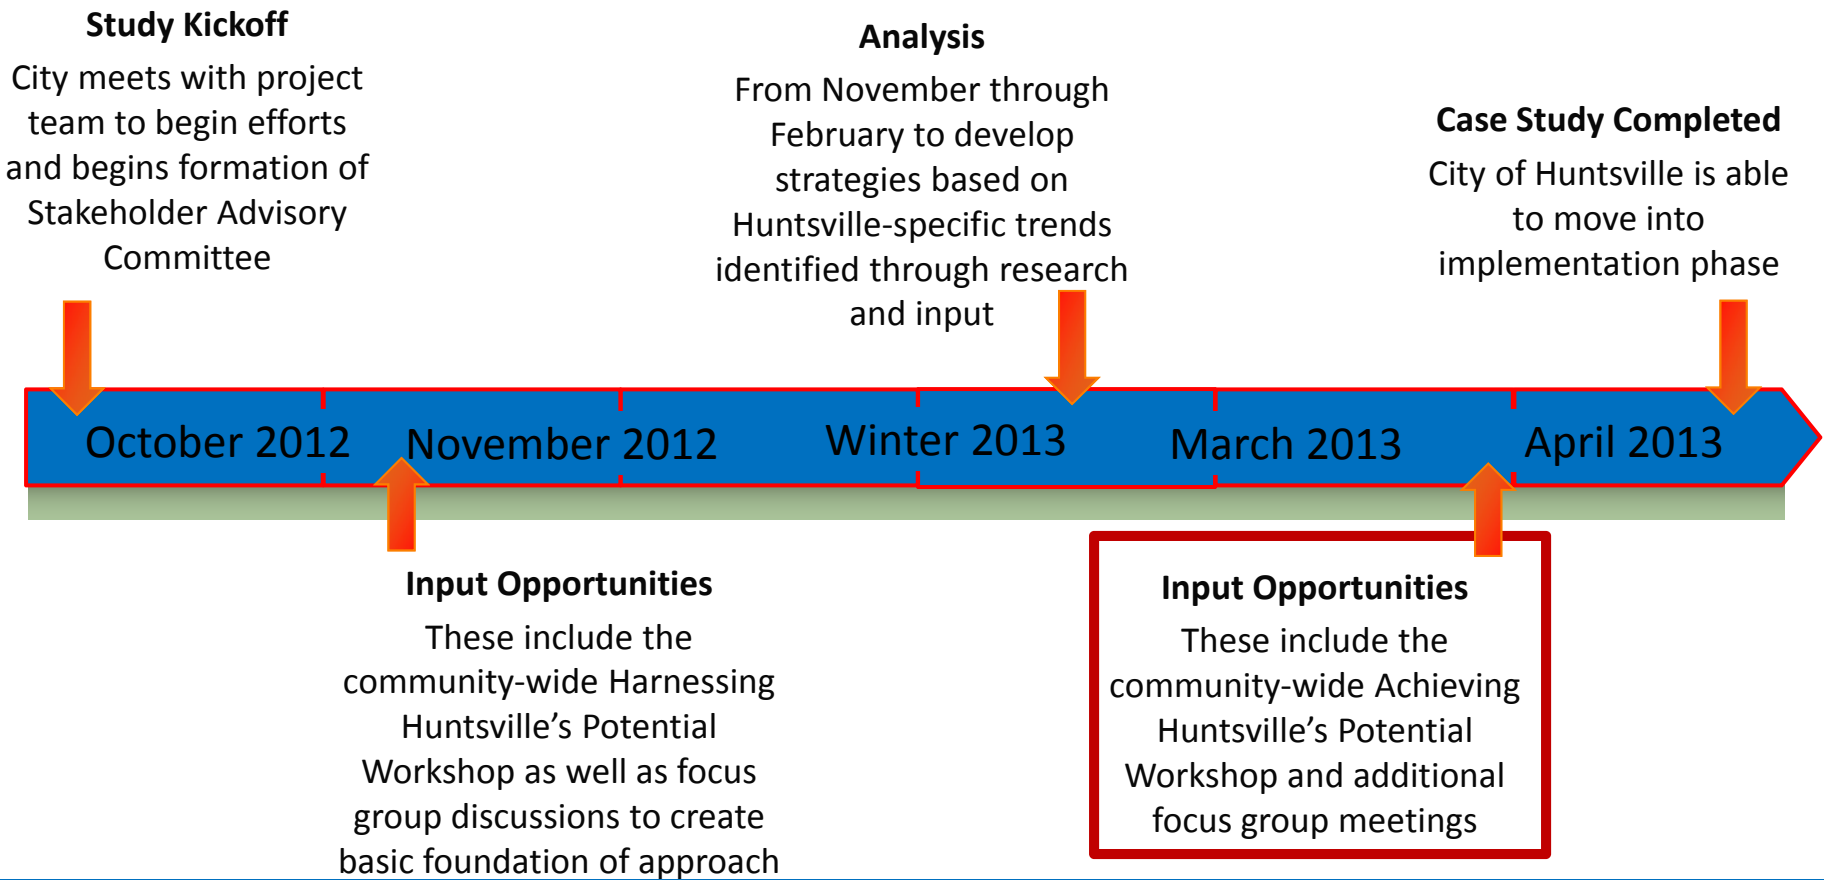 Study Kickoff
City meets with project
team to begin efforts
and begins formation of
Stakeholder Advisory
Committee
Analysis
From November through
February to develop
strategies based on
Huntsville-specific trends
identified through research
and input
Case Study Completed
City of Huntsville is able
to move into
implementation phase
October 2012
November 2012
Winter 2013
March 2013
April 2013
Input Opportunities
These include the
community-wide Harnessing
Huntsville’s Potential
Workshop as well as focus
group discussions to create
basic foundation of approach
Input Opportunities
These include the
community-wide Achieving
Huntsville’s Potential
Workshop and additional
focus group meetings